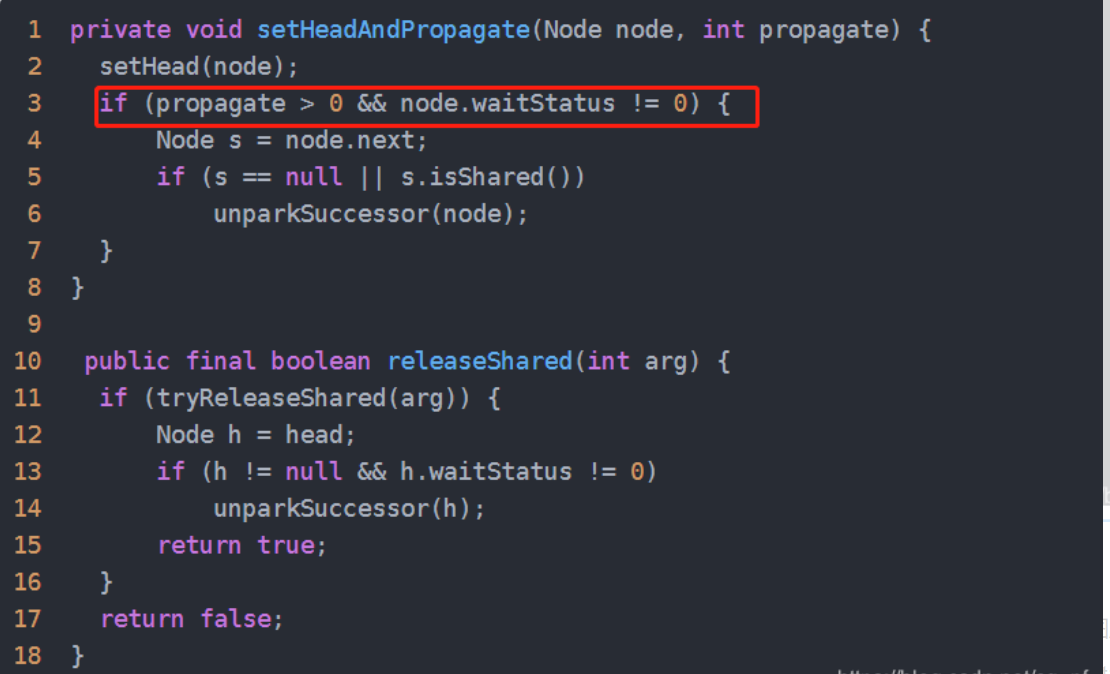 1 private void setHeadAndPropagate(Node node, int propagate) {
2 setHead(node);
3 if (propagate > 0 && node.waitStatus != 0) {
4 Node s = node.next;
5 if (s == null || s.isShared())
6 unparkSuccessor(node);
7 }
8 }
9
10 public final boolean releaseShared(int arg) {
11 if (tryReleaseShared(arg)) {
12 Node h = head;
13 if (h != null && h.waitStatus != 0)
14 unparkSuccessor(h);
15 return true;
16 }
17 return false;
18 }